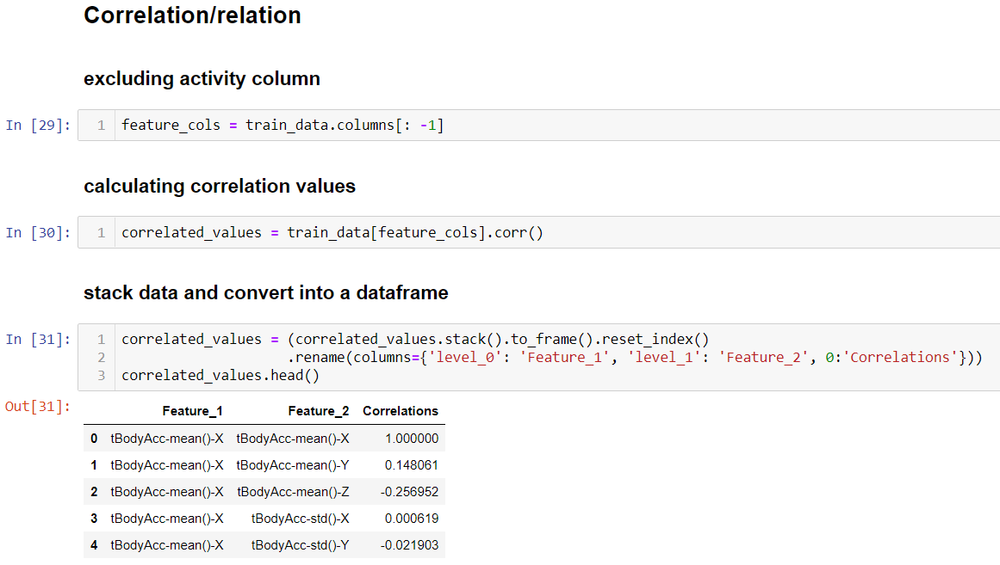 Correlation/relation
excluding activity column
In [29]: 1 feature_cols = train_data.columns[: -1]
calculating correlation values
In [30]: 1 correlated_values = train_data[feature_cols].corr()
stack data and convert into a dataframe
In [31]: 1 correlated_values = (correlated_values.stack().to_frame().reset_index()
2 .rename(columns={'level_0': 'Feature_1', 'level_1': 'Feature_2', 0:'Correlations'}))
3 correlated_values.head()
Out[31]:
Feature_1 Feature_2 Correlations
0 tBodyAcc-mean()-X tBodyAcc-mean()-X 1.000000
1 tBodyAcc-mean()-X tBodyAcc-mean()-Y 0.148061
2 tBodyAcc-mean()-X tBodyAcc-mean()-Z -0.256952
3 tBodyAcc-mean()-X tBodyAcc-std()-X 0.000619
4 tBodyAcc-mean()-X tBodyAcc-std()-Y -0.021903